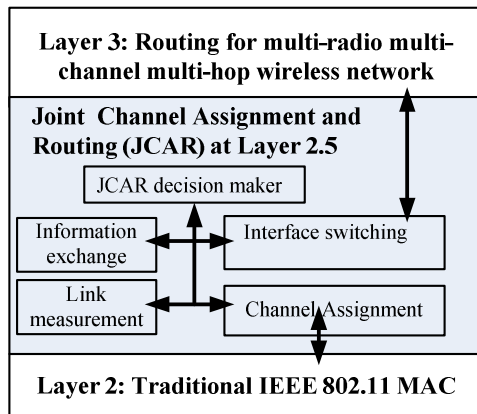 Layer 3: Routing for multi-radio multi-
channel multi-hop wireless network
Joint Channel Assignment and
Routing (JCAR) at Layer 2.5
JCAR decision maker
Information
exchange
Interface switching
Link
measurement
Channel Assignment
Layer 2: Traditional IEEE 802.11 MAC